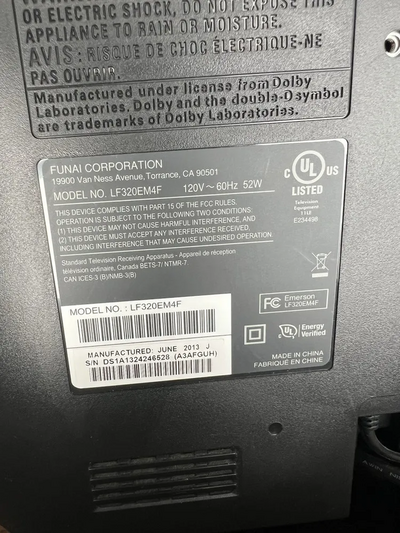 OR ELECTRIC SHOCK, DO NOT EXPOSE THIS
APPLIANCE TO RAIN OR MOISTURE.
AVIS : RISQUE DE CHOC ÉLECTRIQUE-NE
PAS OUVRIR.
Manufactured under license from Dolby
Laboratories. Dolby and the double-D symbol
are trademarks of Dolby Laboratories.
FUNAI CORPORATION
19900 Van Ness Avenue, Torrance, CA 90501
MODEL NO. LF320EM4F 120V ~ 60Hz 52W
THIS DEVICE COMPLIES WITH PART 15 OF THE FCC RULES.
OPERATION IS SUBJECT TO THE FOLLOWING TWO CONDITIONS:
(1) THIS DEVICE MAY NOT CAUSE HARMFUL INTERFERENCE, AND
(2) THIS DEVICE MUST ACCEPT ANY INTERFERENCE RECEIVED,
INCLUDING INTERFERENCE THAT MAY CAUSE UNDESIRED
OPERATION.
Standard Television Receiving Apparatus - Appareil de réception
télévision ordinaire, Canada BETS-7/ NTMR-7.
CAN ICES-3 (B)/NMB-3(B)
C UL US
LISTED
Television
Equipment
11IE
E234498
MODEL NO. : LF320EM4F
MANUFACTURED: JUNE 2013 J
S/N DS1A1324246528 (A3AFGUH)
FC Emerson
LF320EM4F
UL Energy
Verified
MADE IN CHINA
FABRIQUÉ EN CHINE